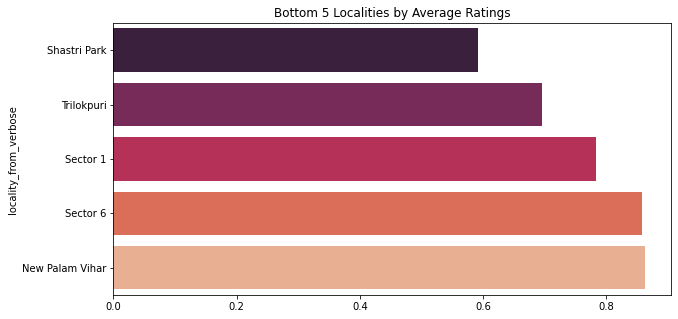 Bottom 5 Localities by Average Ratings
locality_from_verbose
Shastri Park
Trilokpuri
Sector 1
Sector 6
New Palam Vihar
0.0 0.2 0.4 0.6 0.8